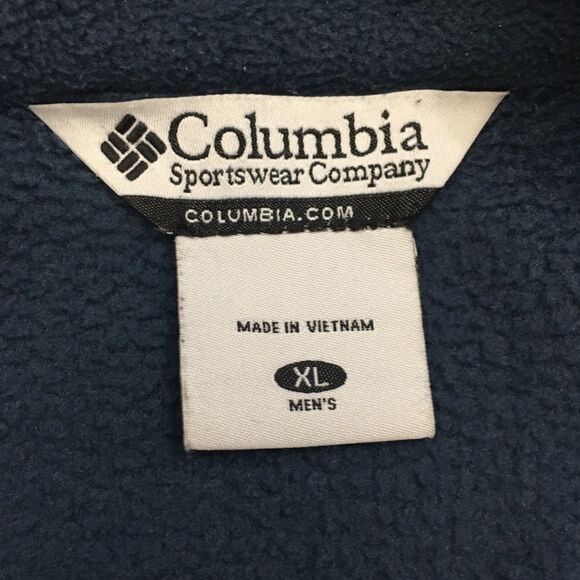 Columbia
Sportswear Company
COLUMBIA.COM
MADE IN VIETNAM
XL
MEN'S